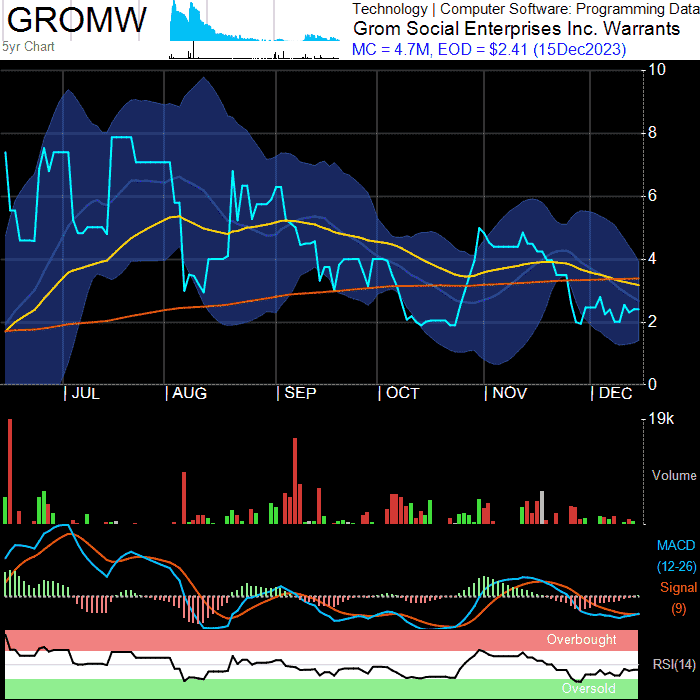 GROMW
5yr Chart
Technology | Computer Software: Programming Data
Grom Social Enterprises Inc. Warrants
MC = 4.7M, EOD = $2.41 (15Dec2023)
10
8
6
4
2
0
| JUL | AUG | SEP | OCT | NOV | DEC
19k
Volume
MACD
(12-26)
Signal
(9)
Overbought
RSI(14)
Oversold